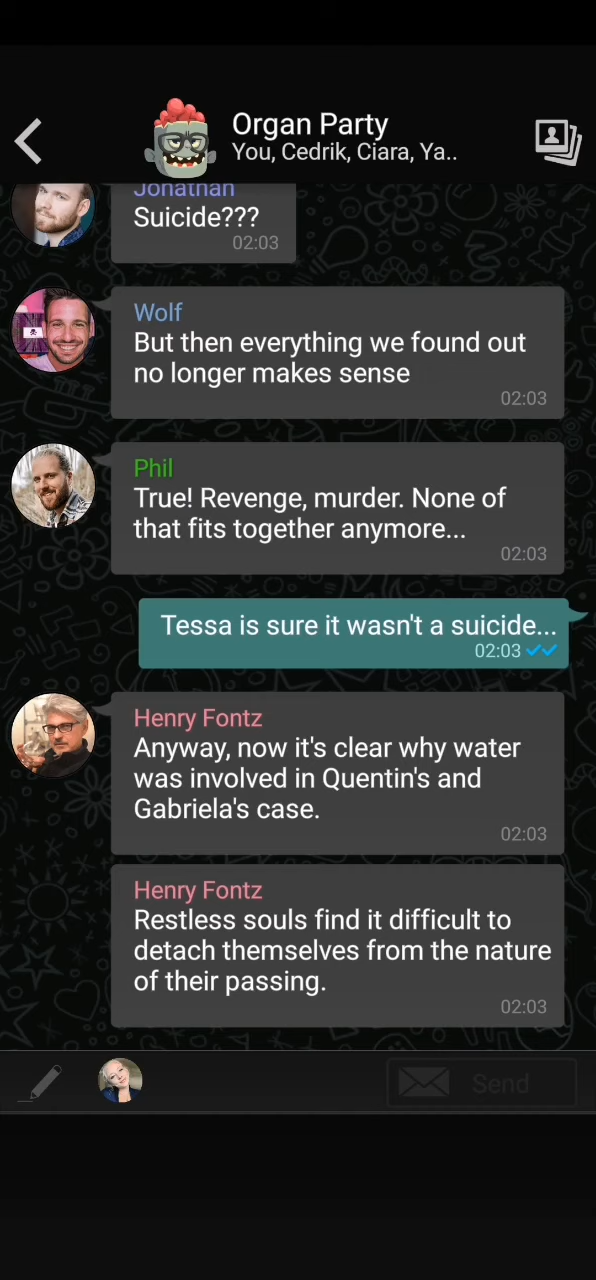 Organ Party
You, Cedrik, Ciara, Ya..
Jonathan
Suicide???
02:03
Wolf
But then everything we found out
no longer makes sense
02:03
Phil
True! Revenge, murder. None of
that fits together anymore...
02:03
Tessa is sure it wasn't a suicide...
02:03
Henry Fontz
Anyway, now it's clear why water
was involved in Quentin's and
Gabriela's case.
02:03
Henry Fontz
Restless souls find it difficult to
detach themselves from the nature
of their passing.
02:03
Send